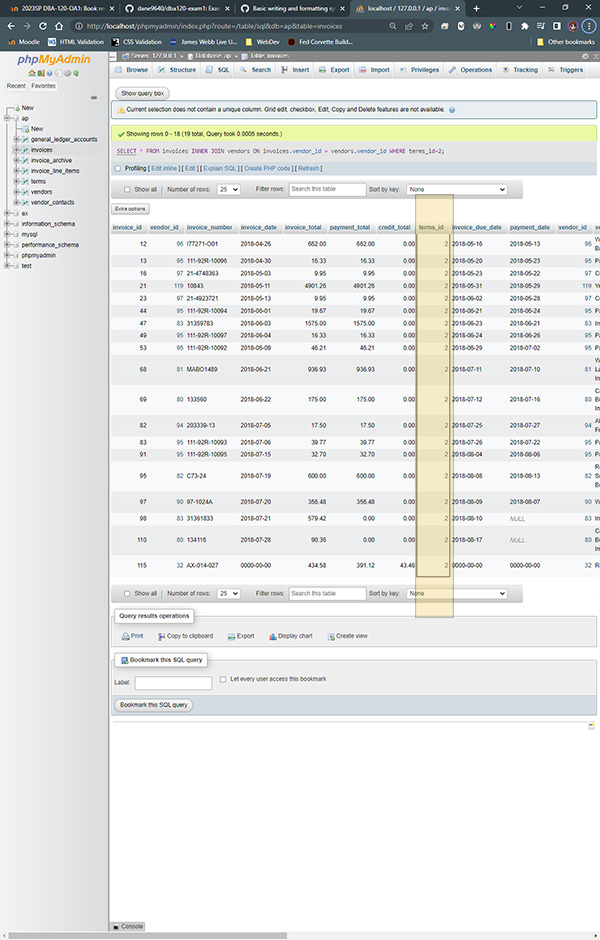 2023SP DBA-120-OA1: Book re
dane9640/dba120-exam1: Exam
Basic writing and formatting sy
localhost / 127.0.0.1 / ap / invoic
http://localhost/phpmyadmin/index.php?route=/table/sql&db=ap&table=invoices
Moodle HTML Validation CSS Validation James Webb Live U... WebDev Fed Corvette Build... Other bookmarks
phpMyAdmin
Recent Favorites
New
ap
New
general_ledger_accounts
invoices
invoice_archive
invoice_line_items
terms
vendors
vendor_contacts
ex
information_schema
mysql
performance_schema
phpmyadmin
test
Server: 127.0.0.1 » Database: ap » Table: invoices
Browse Structure SQL Search Insert Export Import Privileges Operations Tracking Triggers
Show query box
Current selection does not contain a unique column. Grid edit, checkbox, Edit, Copy and Delete features are not available.
Showing rows 0 - 18 (19 total, Query took 0.0005 seconds.)
SELECT * FROM invoices INNER JOIN vendors ON invoices.vendor_id = vendors.vendor_id WHERE terms_id=2;
Profiling [ Edit inline ] [ Edit ] [ Explain SQL ] [ Create PHP code ] [ Refresh ]
Show all Number of rows: 25 Filter rows: Search this table Sort by key: None
Extra options
invoice_id vendor_id invoice_number invoice_date invoice_total payment_total credit_total terms_id invoice_due_date payment_date vendor_id
12 96 I77271-O01 2018-04-26 662.00 662.00 0.00 2 2018-05-16 2018-05-13 96
13 95 111-92R-10096 2018-04-30 16.33 16.33 0.00 2 2018-05-20 2018-05-23 95
16 97 21-4748363 2018-05-03 9.95 9.95 0.00 2 2018-05-23 2018-05-22 97
21 119 10843 2018-05-11 4901.26 4901.26 0.00 2 2018-05-31 2018-05-29 119
23 97 21-4923721 2018-05-13 9.95 9.95 0.00 2 2018-06-02 2018-05-28 97
44 95 111-94R-10094 2018-06-01 19.67 19.67 0.00 2 2018-06-21 2018-06-24 95
47 83 31359783 2018-06-03 1575.00 1575.00 0.00 2 2018-06-23 2018-06-21 83
49 95 111-92R-10097 2018-06-04 16.33 16.33 0.00 2 2018-06-24 2018-06-26 95
53 95 111-92R-10092 2018-06-09 46.21 46.21 0.00 2 2018-06-29 2018-07-02 95
68 81 MABO1489 2018-06-21 936.93 936.93 0.00 2 2018-07-11 2018-07-10 81
69 80 133560 2018-06-22 175.00 175.00 0.00 2 2018-07-12 2018-07-16 80
82 94 203339-13 2018-07-05 17.50 17.50 0.00 2 2018-07-25 2018-07-27 94
83 95 111-92R-10093 2018-07-06 39.77 39.77 0.00 2 2018-07-26 2018-07-22 95
91 95 111-92R-10095 2018-07-15 32.70 32.70 0.00 2 2018-08-04 2018-08-06 95
95 82 C73-24 2018-07-19 600.00 600.00 0.00 2 2018-08-08 2018-08-13 82
97 90 97-1024A 2018-07-20 356.48 356.48 0.00 2 2018-08-09 2018-08-07 90
98 83 31361833 2018-07-21 579.42 0.00 0.00 2 2018-08-10 NULL 83
110 80 134116 2018-07-28 90.36 0.00 0.00 2 2018-08-17 NULL 80
115 32 AX-014-027 0000-00-00 434.58 391.12 43.46 2 0000-00-00 0000-00-00 32
Show all Number of rows: 25 Filter rows: Search this table Sort by key: None
Query results operations
Print Copy to clipboard Export Display chart Create view
Bookmark this SQL query
Label: Let every user access this bookmark
Bookmark this SQL query
Console